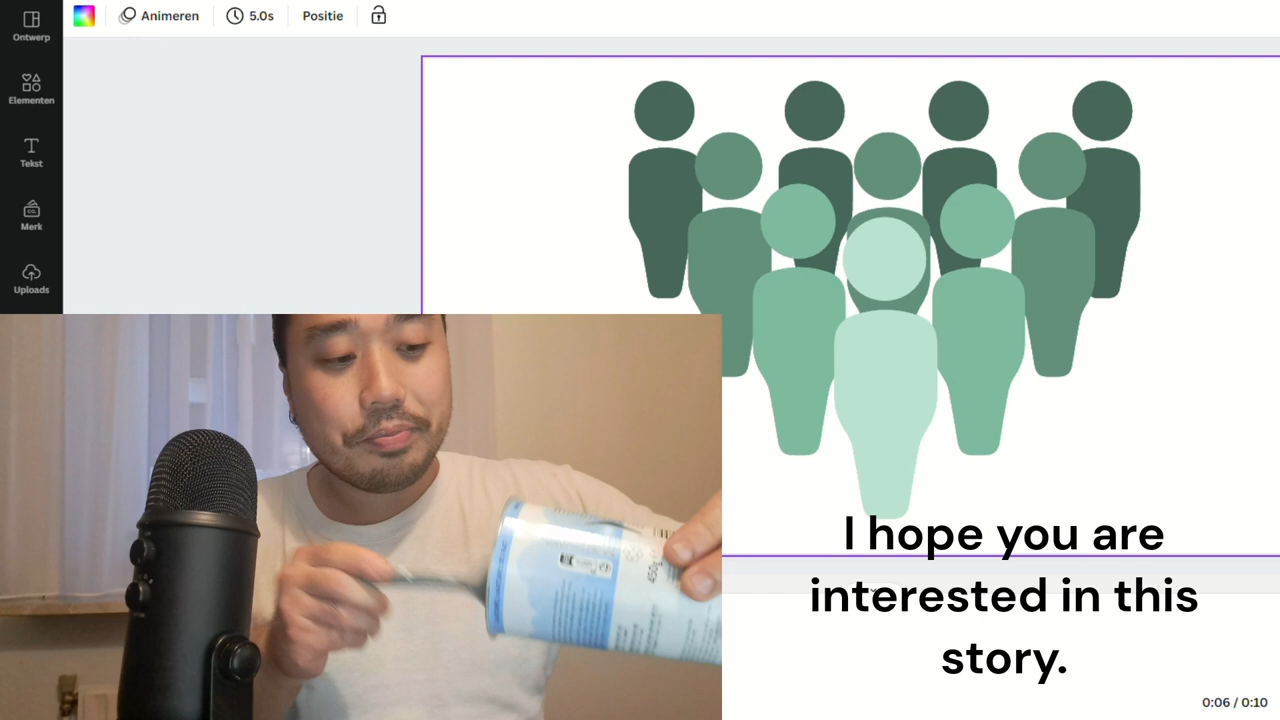 Animeren
5.0s
Positie
Ontwerp
Elementen
Tekst
Merk
Uploads
450g
I hope you are
interested in this
story.
0:06 / 0:10